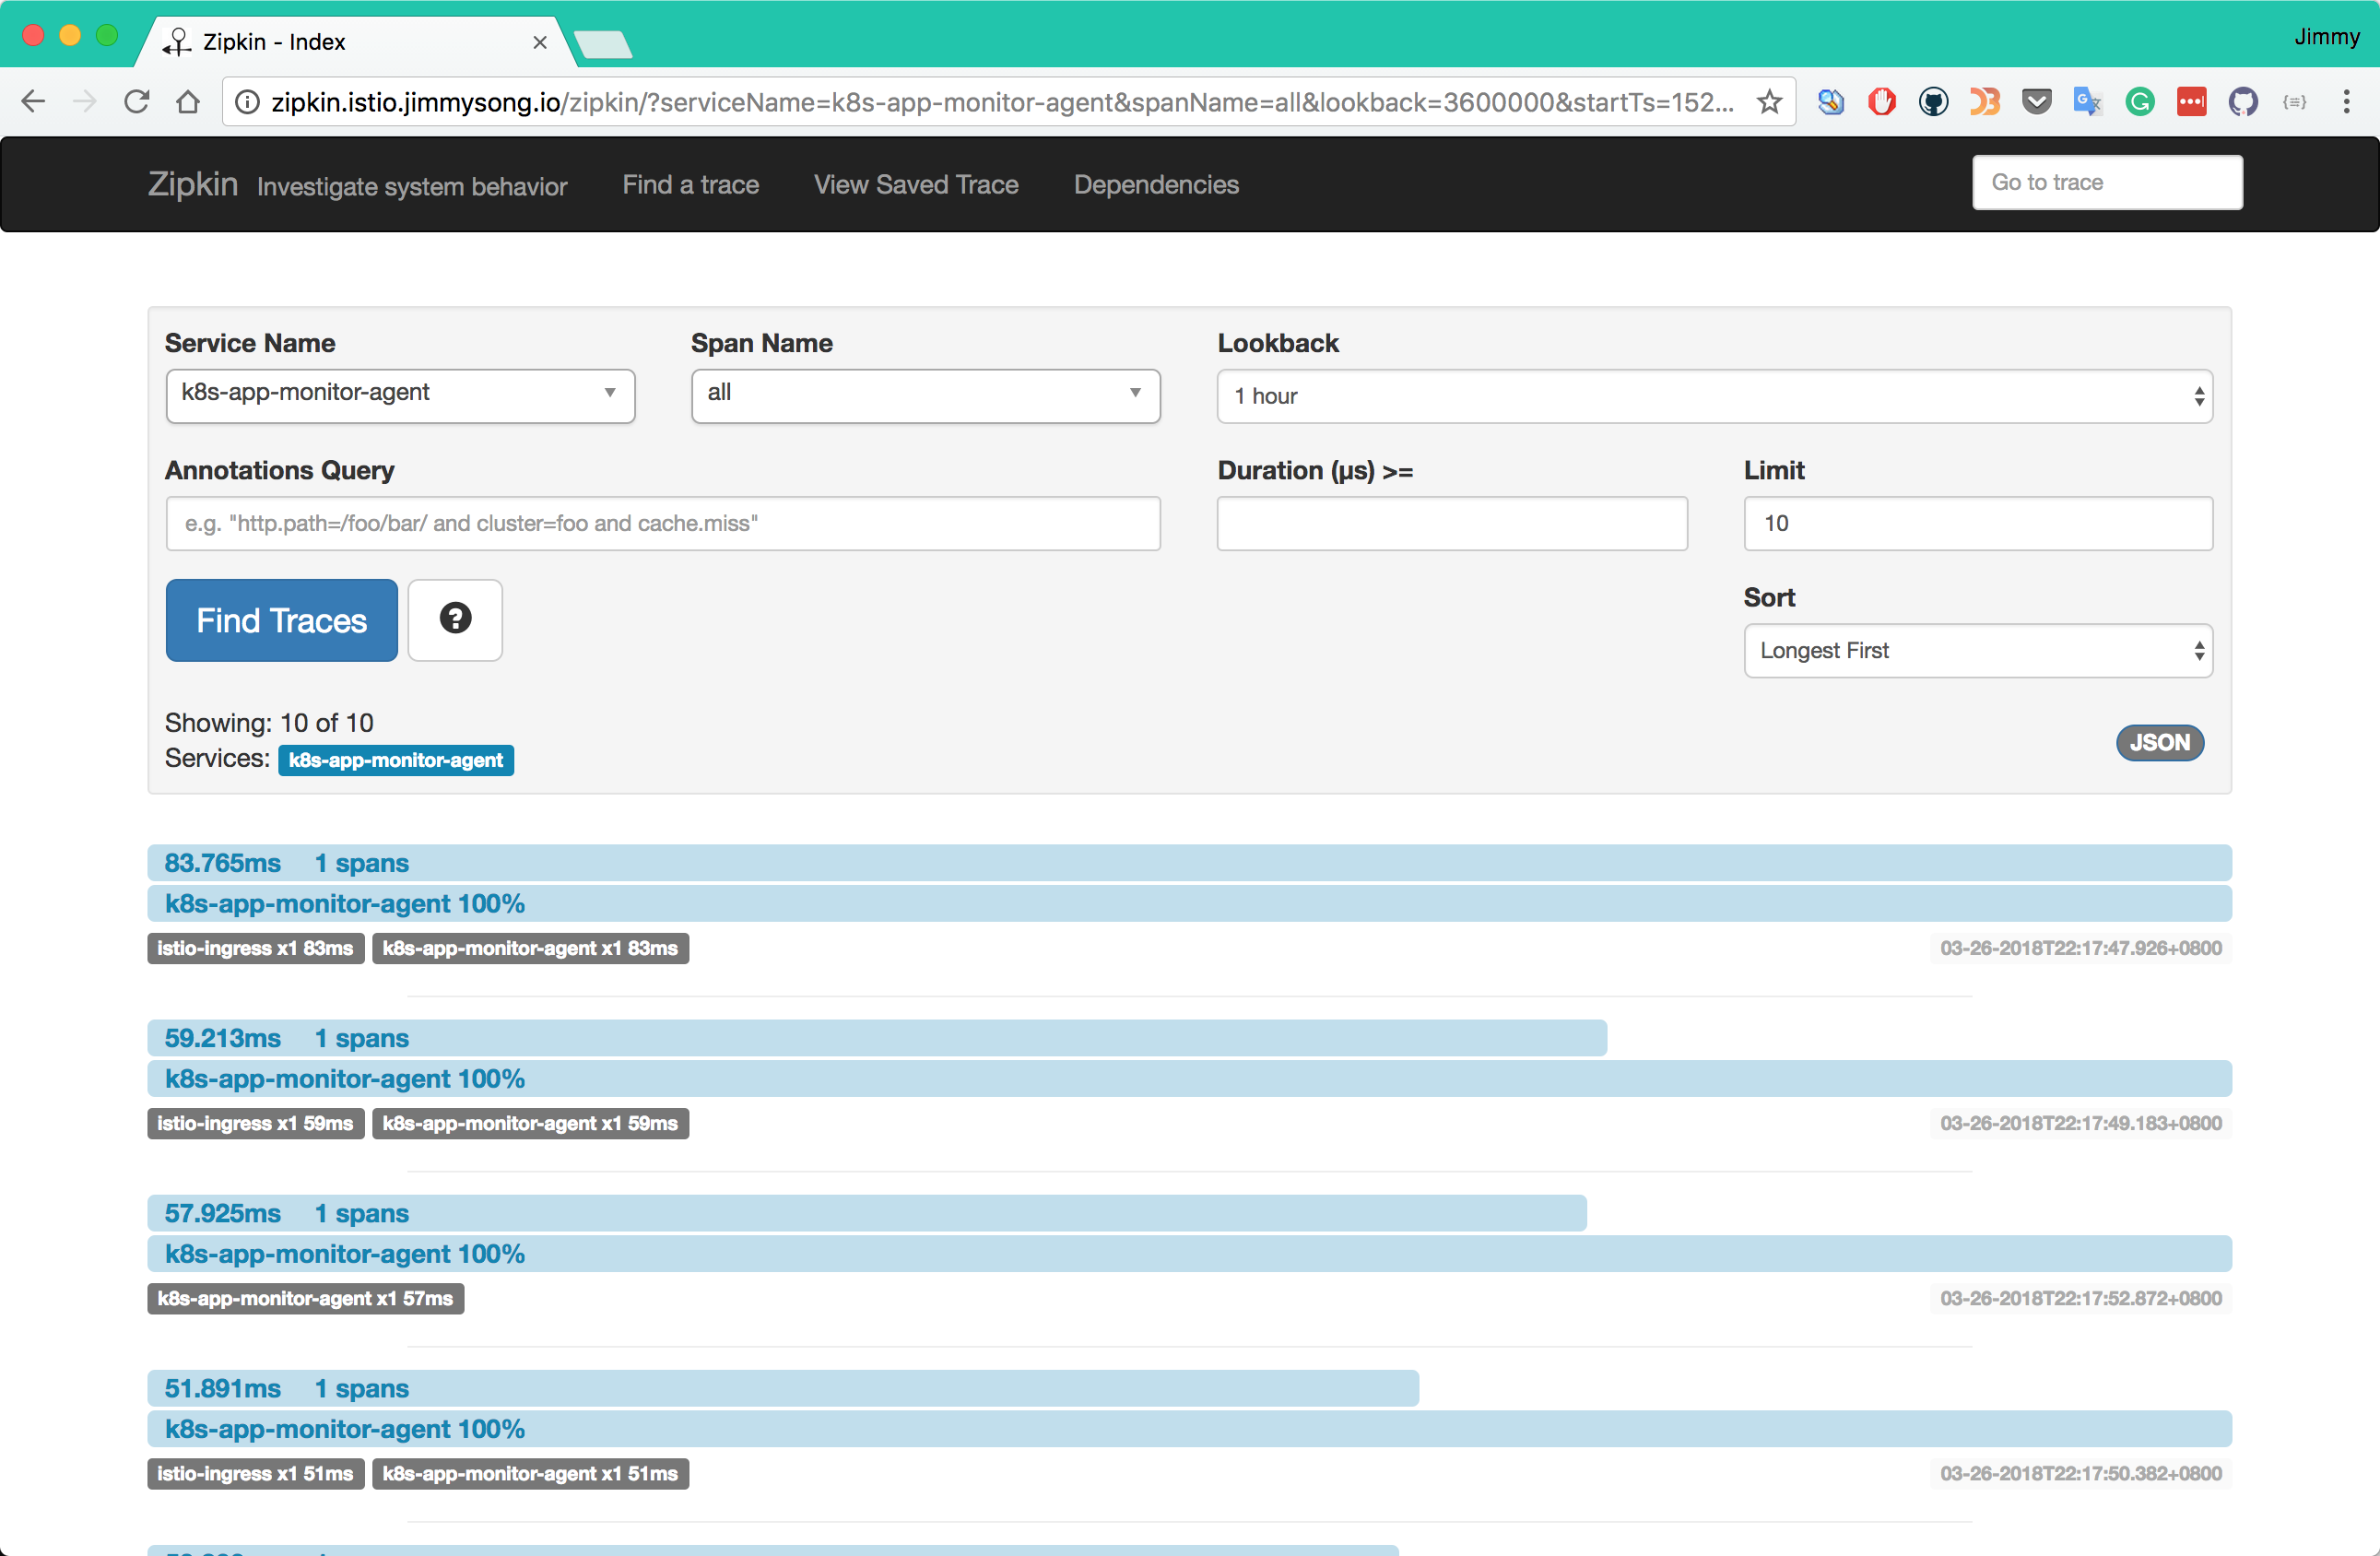 Zipkin - Index
Jimmy
zipkin.istio.jimmysong.io/zipkin/?serviceName=k8s-app-monitor-agent&spanName=all&lookback=3600000&startTs=152...
Zipkin Investigate system behavior Find a trace View Saved Trace Dependencies Go to trace
Service Name Span Name Lookback
k8s-app-monitor-agent all 1 hour
Annotations Query Duration (µs) >= Limit
e.g. "http.path=/foo/bar/ and cluster=foo and cache.miss" 10
Find Traces ?
Sort
Longest First
Showing: 10 of 10
Services: k8s-app-monitor-agent
JSON
83.765ms 1 spans
k8s-app-monitor-agent 100%
istio-ingress x1 83ms k8s-app-monitor-agent x1 83ms 03-26-2018T22:17:47.926+0800
59.213ms 1 spans
k8s-app-monitor-agent 100%
istio-ingress x1 59ms k8s-app-monitor-agent x1 59ms 03-26-2018T22:17:49.183+0800
57.925ms 1 spans
k8s-app-monitor-agent 100%
k8s-app-monitor-agent x1 57ms 03-26-2018T22:17:52.872+0800
51.891ms 1 spans
k8s-app-monitor-agent 100%
istio-ingress x1 51ms k8s-app-monitor-agent x1 51ms 03-26-2018T22:17:50.382+0800